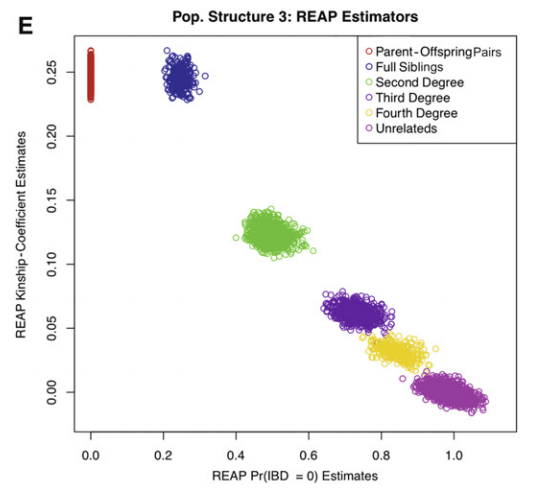 E
Pop. Structure 3: REAP Estimators
Parent-Offspring Pairs
Full Siblings
Second Degree
Third Degree
Fourth Degree
Unrelateds
REAP Kinship-Coefficient Estimates
0.25
0.20
0.15
0.10
0.05
0.00
0.0 0.2 0.4 0.6 0.8 1.0
REAP Pr(IBD = 0) Estimates